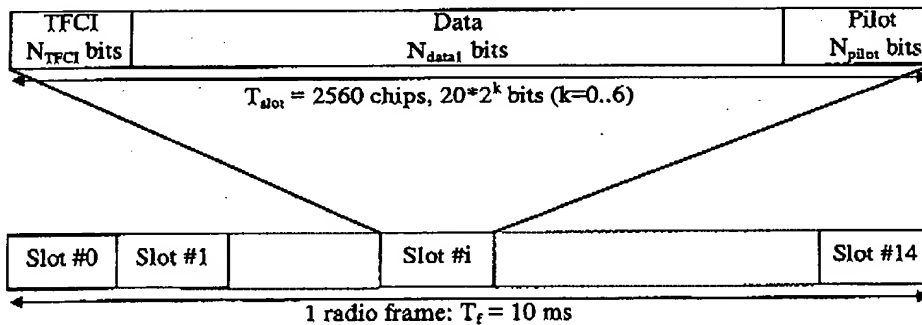 TFCI
N_TFCI bits
Data
N_data1 bits
Pilot
N_pilot bits
T_slot = 2560 chips, 20*2^k bits (k=0..6)
Slot #0
Slot #1
Slot #i
Slot #14
1 radio frame: T_f = 10 ms